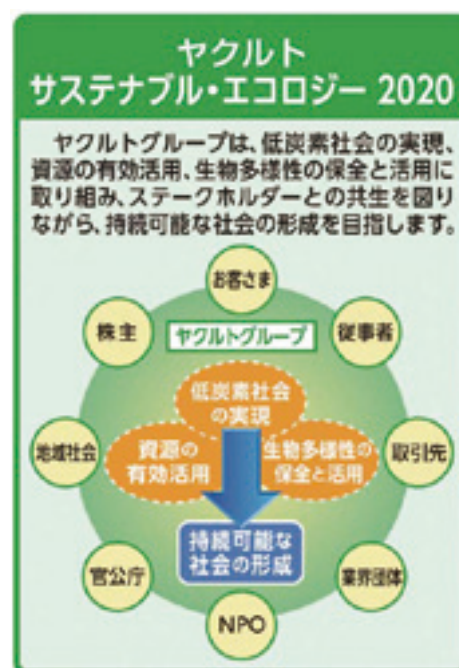 ヤクルト
サステナブル・エコロジー 2020
ヤクルトグループは、低炭素社会の実現、
資源の有効活用、生物多様性の保全と活用に
取り組み、ステークホルダーとの共生を図り
ながら、持続可能な社会の形成を目指します。
お客さま
株主
ヤクルトグループ
従事者
低炭素社会
の実現
地域社会
資源の
有効活用
生物多様性の
保全と活用
取引先
持続可能な
社会の形成
官公庁
業界団体
NPO